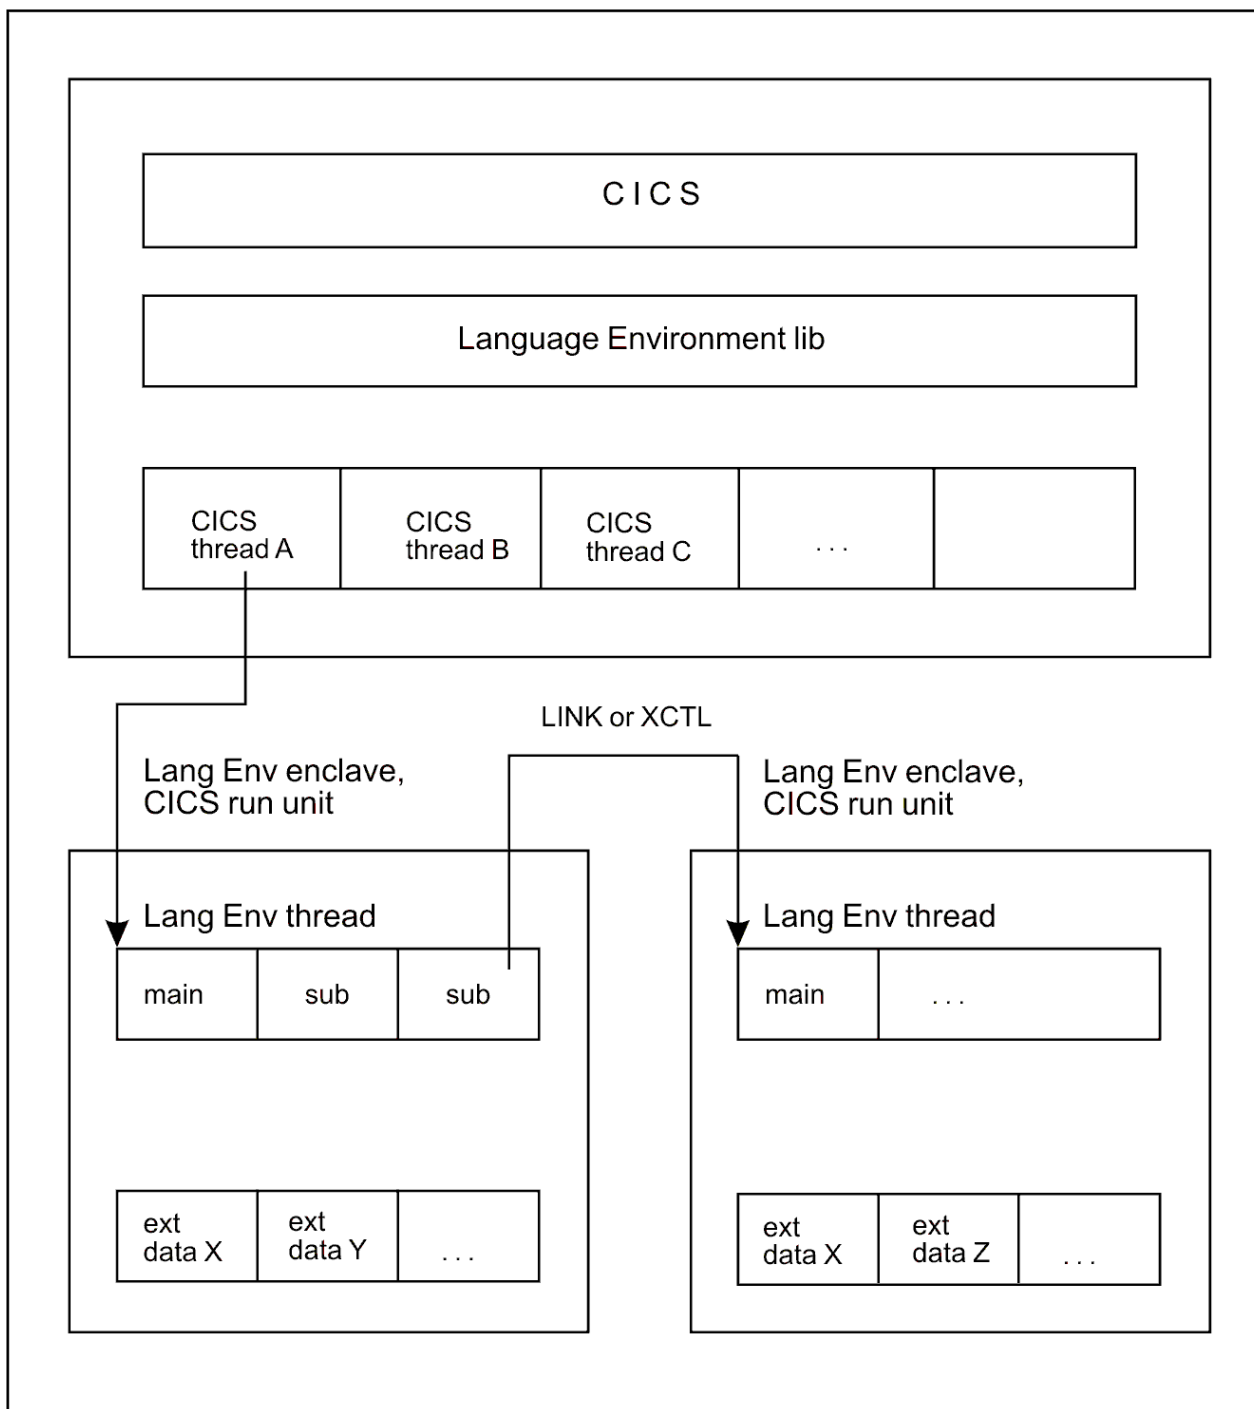 C I C S
Language Environment lib
CICS
thread A
CICS
thread B
CICS
thread C
. . .
LINK or XCTL
Lang Env enclave,
CICS run unit
Lang Env enclave,
CICS run unit
Lang Env thread
main
sub
sub
Lang Env thread
main
. . .
ext
data X
ext
data Y
. . .
ext
data X
ext
data Z
. . .